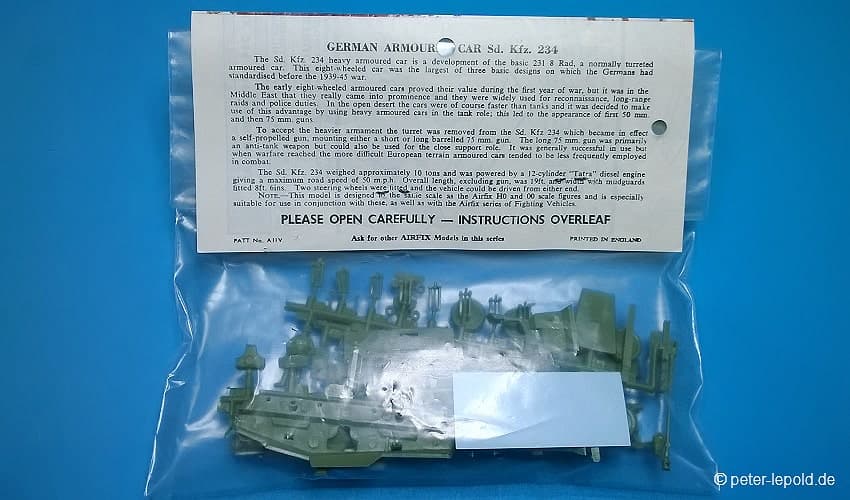 GERMAN ARMOUR CAR Sd. Kfz. 234
The Sd. Kfz. 234 heavy armoured car is a development of the basic 231 8 Rad, a normally turreted
armoured car. This eight-wheeled car was the largest of three basic designs on which the Germans had
standardised before the 1939-45 war.
The early eight-wheeled armoured cars proved their value during the first year of war, but it was in the
Middle East that they really came into prominence and they were widely used for reconnaissance, long-range
raids and police duties. In the open desert the cars were of course faster than tanks and it was decided to make
use of this advantage by using heavy armoured cars in the tank role; this led to the appearance of first 50 mm.
and then 75 mm. guns.
To accept the heavier armament the turret was removed from the Sd. Kfz 234 which became in effect
a self-propelled gun, mounting either a short or long barrelled 75 mm. gun. The long 75 mm. gun was primarily
an anti-tank weapon but could also be used for the close support role. It was generally successful in use but
when warfare reached the more difficult European terrain armoured cars tended to be less frequently employed
in combat.
The Sd. Kfz. 234 weighed approximately 10 tons and was powered by a 12-cylinder "Tatra" diesel engine
giving a maximum road speed of 50 m.p.h. Overall length, excluding gun, was 19ft. with mudguards
fitted 8ft. 6ins. Two steering wheels were fitted and the vehicle could be driven from either end.
NOTE.—This model is designed to the same scale as the Airfix H0 and 00 scale figures and is especially
suitable for use in conjunction with these, as well as with the Airfix series of Fighting Vehicles.
PLEASE OPEN CAREFULLY — INSTRUCTIONS OVERLEAF
PATT No. A11V Ask for other AIRFIX Models in this series PRINTED IN ENGLAND
© peter-lepold.de